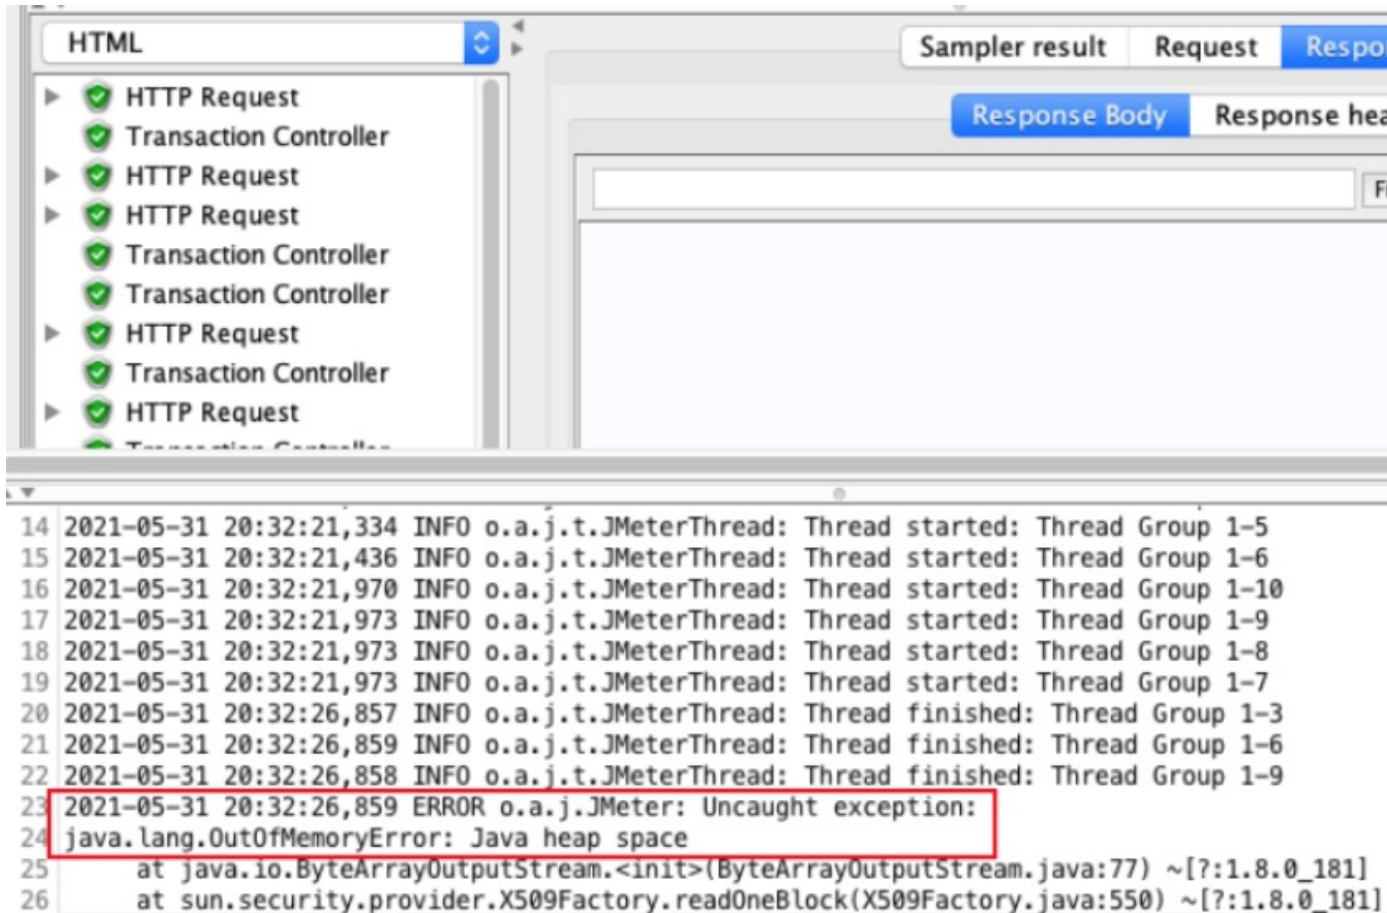 HTML
Sampler result Request Respo
HTTP Request
Transaction Controller
HTTP Request
HTTP Request
Transaction Controller
Transaction Controller
HTTP Request
Transaction Controller
HTTP Request
Transaction Controller
Response Body Response hea
Fi
14 2021-05-31 20:32:21,334 INFO o.a.j.t.JMeterThread: Thread started: Thread Group 1-5
15 2021-05-31 20:32:21,436 INFO o.a.j.t.JMeterThread: Thread started: Thread Group 1-6
16 2021-05-31 20:32:21,970 INFO o.a.j.t.JMeterThread: Thread started: Thread Group 1-10
17 2021-05-31 20:32:21,973 INFO o.a.j.t.JMeterThread: Thread started: Thread Group 1-9
18 2021-05-31 20:32:21,973 INFO o.a.j.t.JMeterThread: Thread started: Thread Group 1-8
19 2021-05-31 20:32:21,973 INFO o.a.j.t.JMeterThread: Thread started: Thread Group 1-7
20 2021-05-31 20:32:26,857 INFO o.a.j.t.JMeterThread: Thread finished: Thread Group 1-3
21 2021-05-31 20:32:26,859 INFO o.a.j.t.JMeterThread: Thread finished: Thread Group 1-6
22 2021-05-31 20:32:26,858 INFO o.a.j.t.JMeterThread: Thread finished: Thread Group 1-9
23 2021-05-31 20:32:26,859 ERROR o.a.j.JMeter: Uncaught exception:
24 java.lang.OutOfMemoryError: Java heap space
25 at java.io.ByteArrayOutputStream.<init>(ByteArrayOutputStream.java:77) ~[?:1.8.0_181]
26 at sun.security.provider.X509Factory.readOneBlock(X509Factory.java:550) ~[?:1.8.0_181]